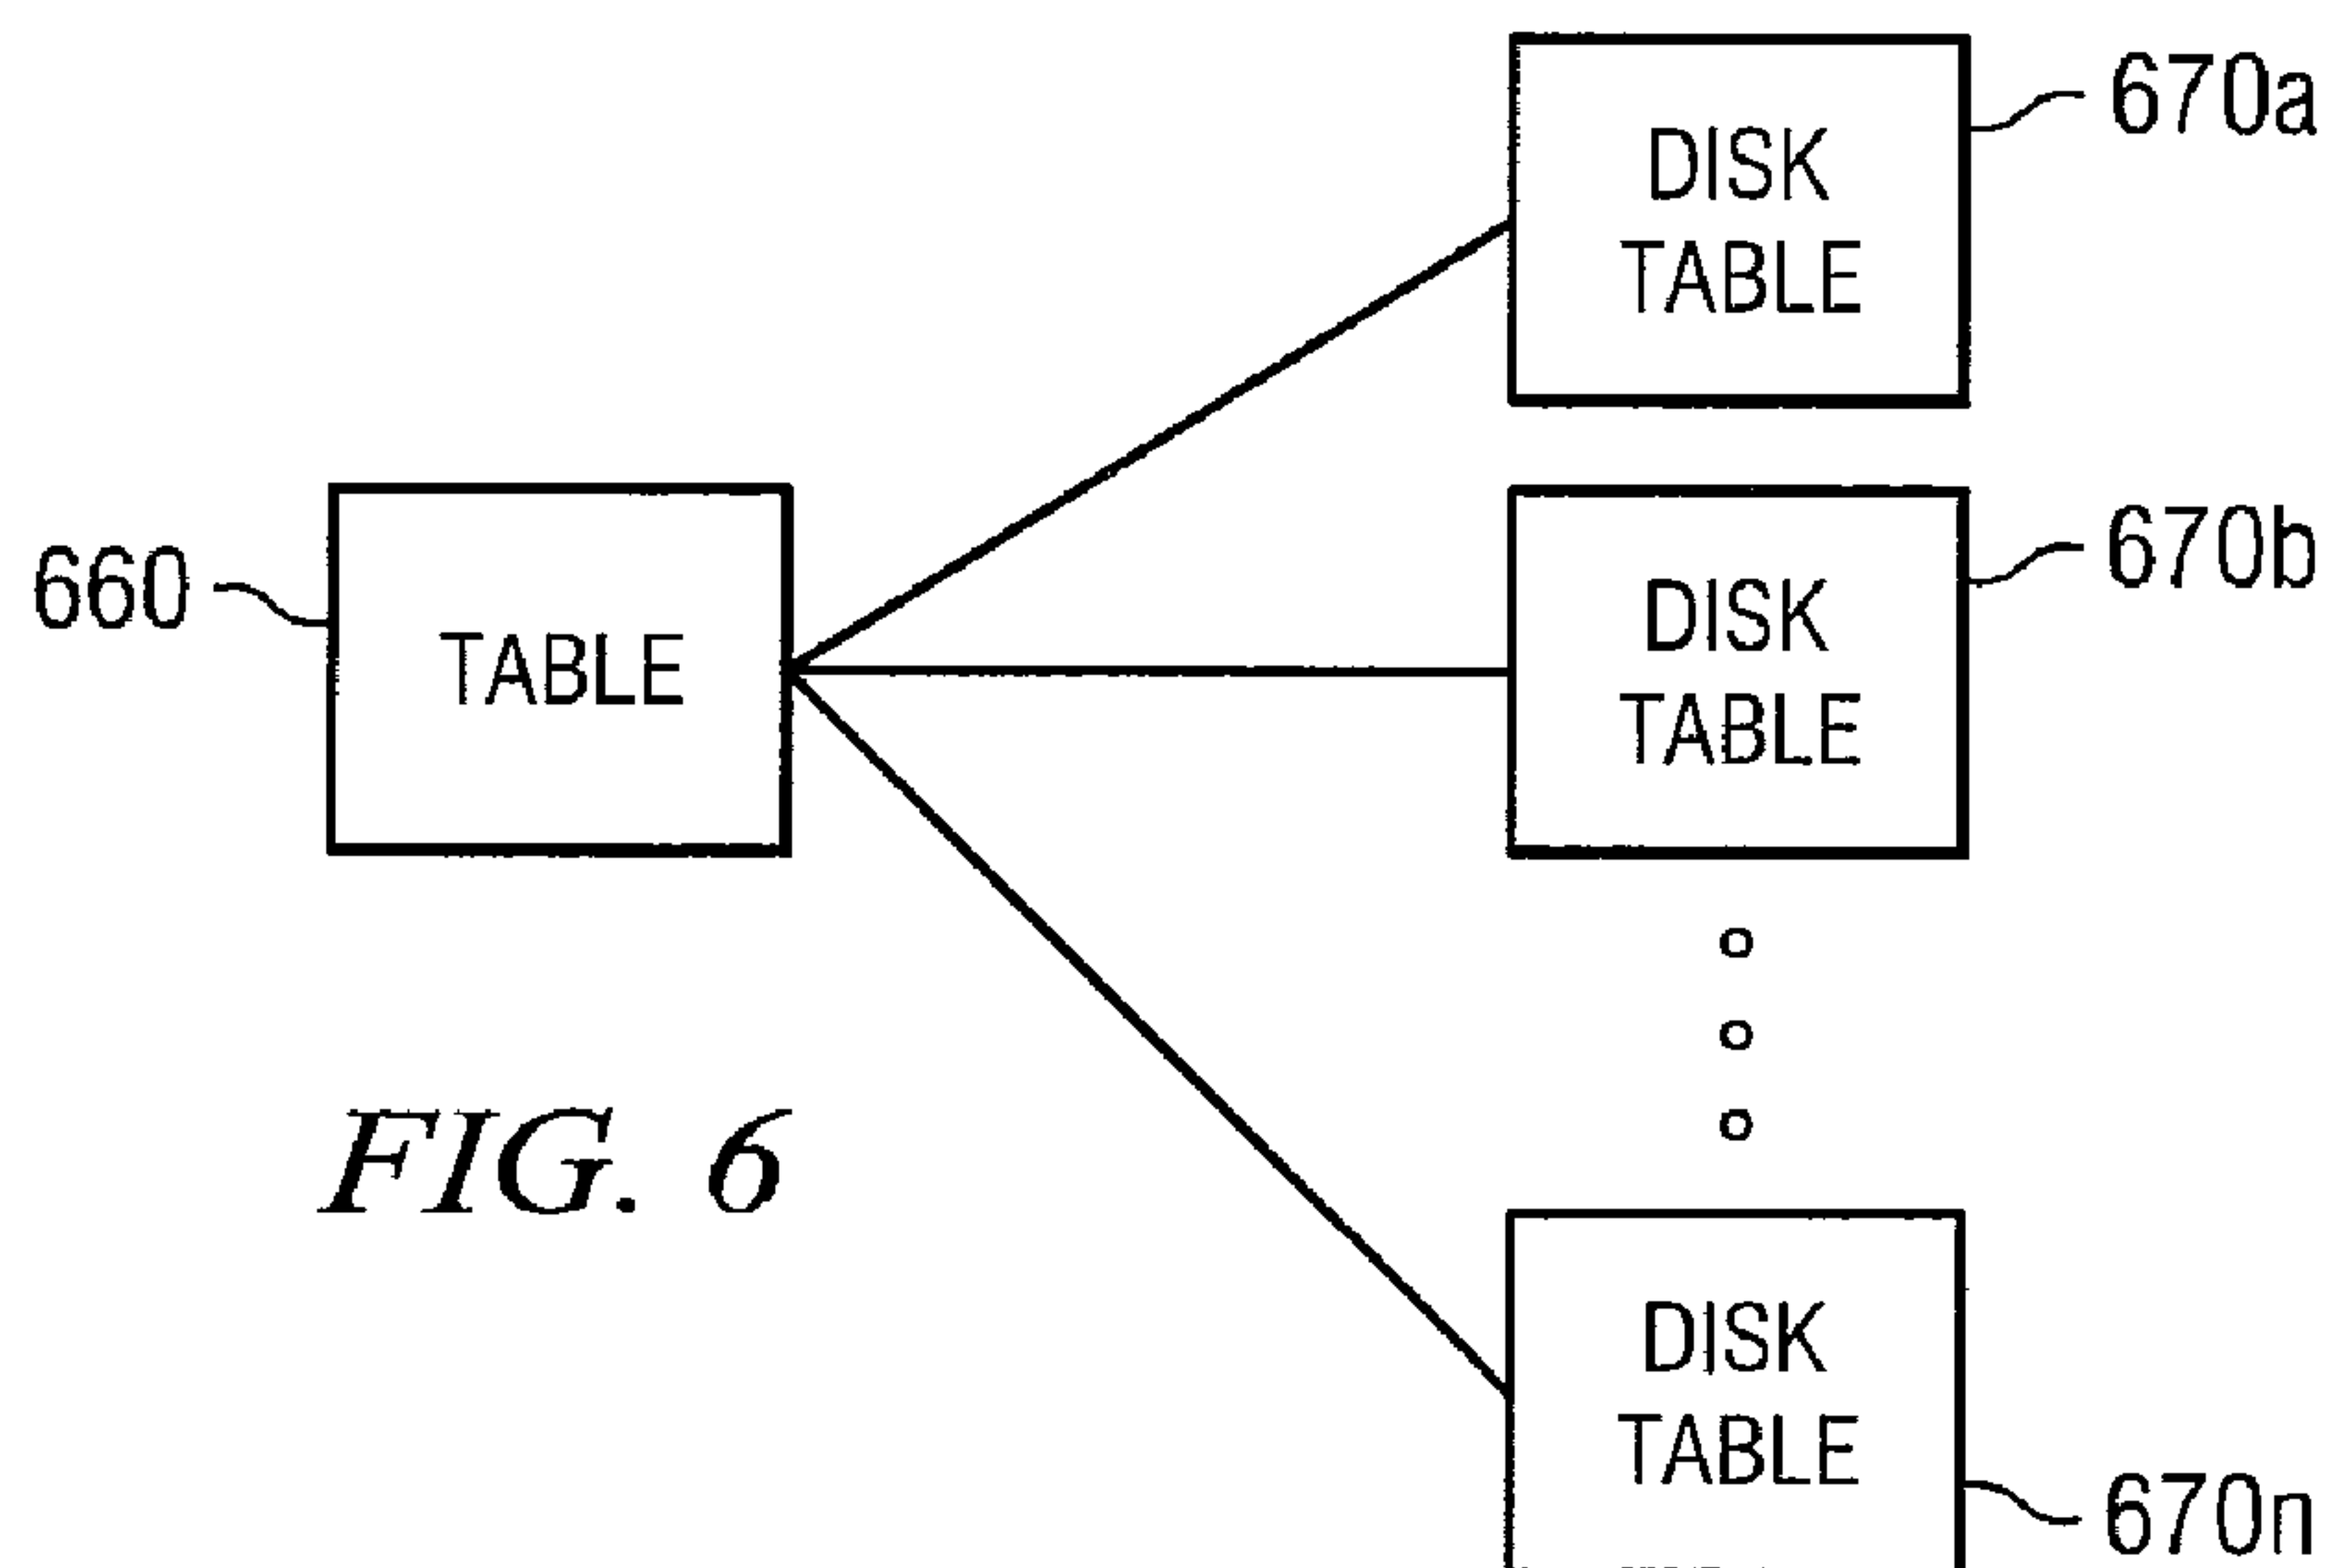 DISK
TABLE
670a
660
TABLE
DISK
TABLE
670b
FIG. 6
DISK
TABLE
670n